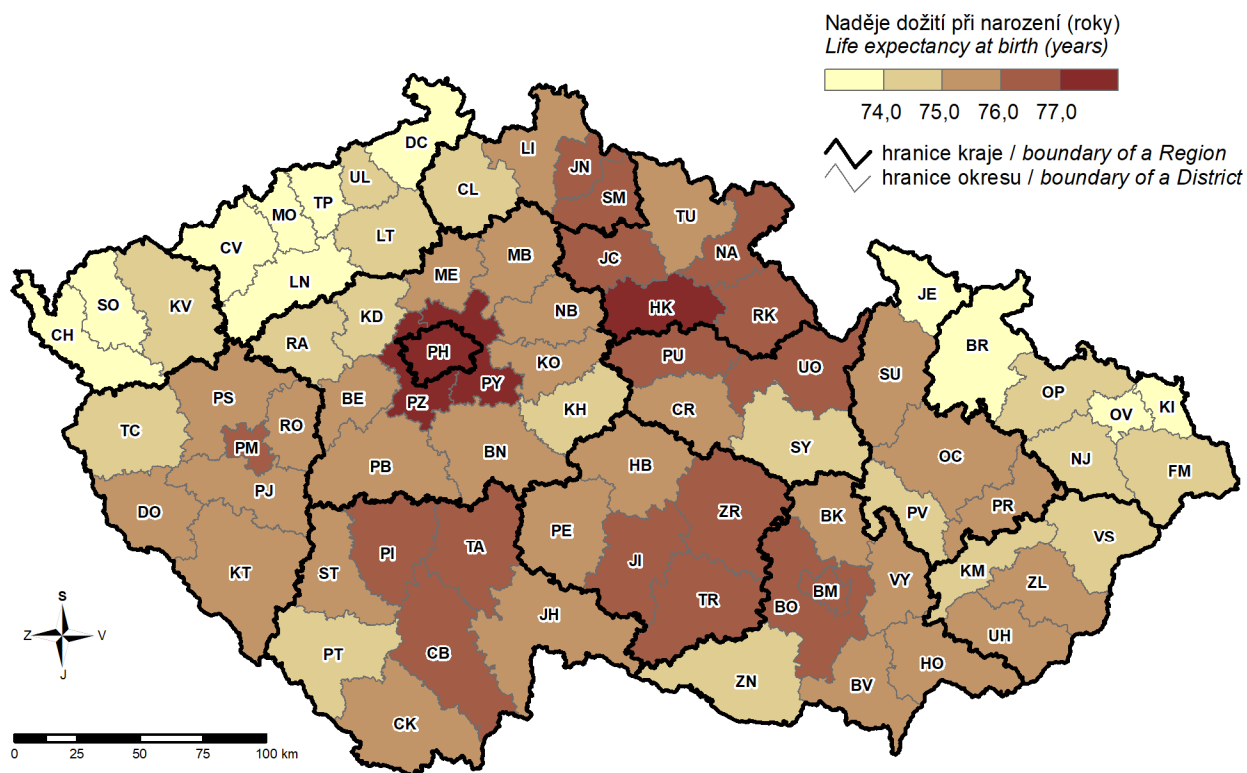 Naděje dožití při narození (roky)
Life expectancy at birth (years)
74,0 75,0 76,0 77,0
hranice kraje / boundary of a Region
hranice okresu / boundary of a District
DC
LI
JN
UL
CL
SM
TP
MO
TU
LT
CV
NA
MB
JC
ME
LN
JE
SO
KV
HK
NB
KD
RK
CH
RA
PH
BR
PU
KO
UO
SU
PY
OP
KI
PS
BE
PZ
KH
CR
OV
RO
TC
PM
SY
BN
OC
NJ
FM
PB
HB
PJ
PR
DO
ZR
PV
BK
PE
VS
PI
TA
JI
KT
ST
KM
VY
ZL
BM
TR
BO
JH
UH
PT
CB
HO
ZN
BV
CK
S
Z V
J
0 25 50 75 100 km